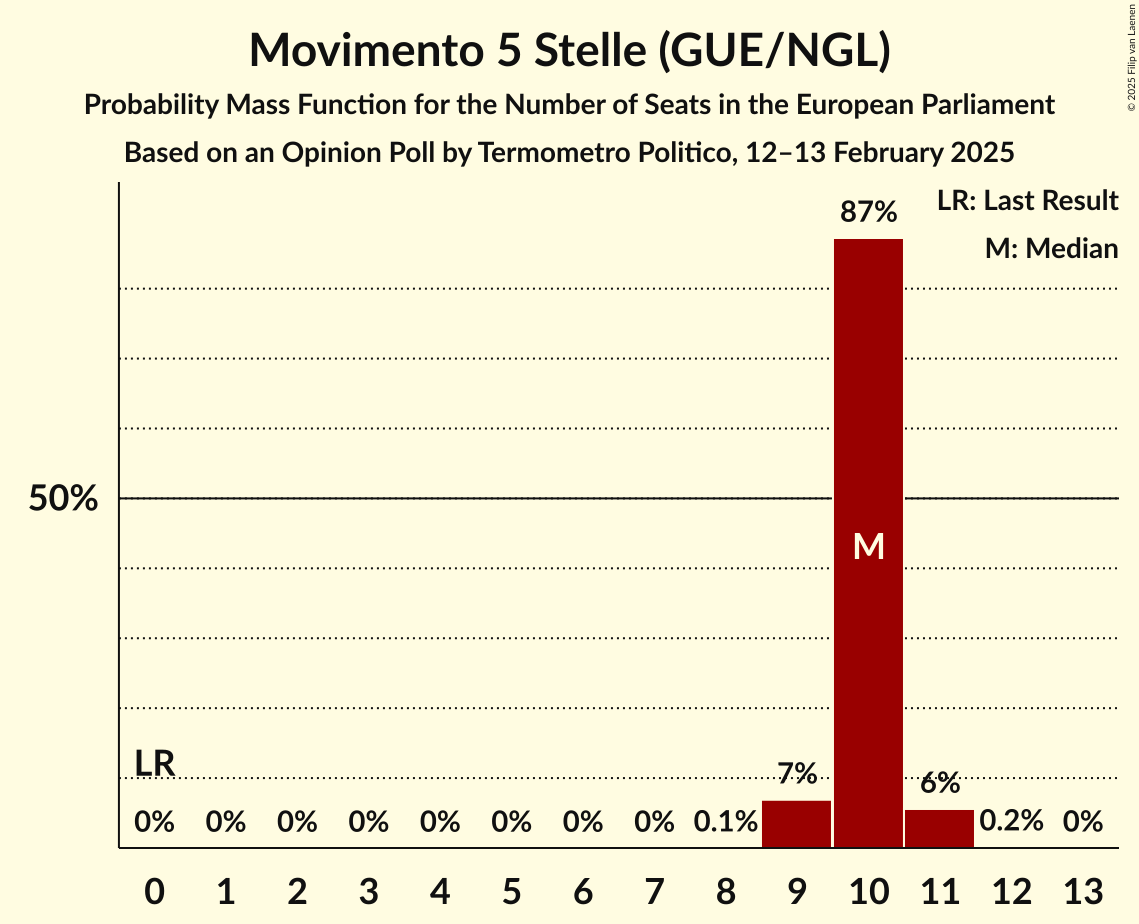 Movimento 5 Stelle (GUE/NGL)
Probability Mass Function for the Number of Seats in the European Parliament
Based on an Opinion Poll by Termometro Politico, 12–13 February 2025
© 2025 Filip van Laenen
LR: Last Result
M: Median
87%
50%
M
LR
0% 0% 0% 0% 0% 0% 0% 0% 0.1% 7% 6% 0.2% 0%
0 1 2 3 4 5 6 7 8 9 10 11 12 13